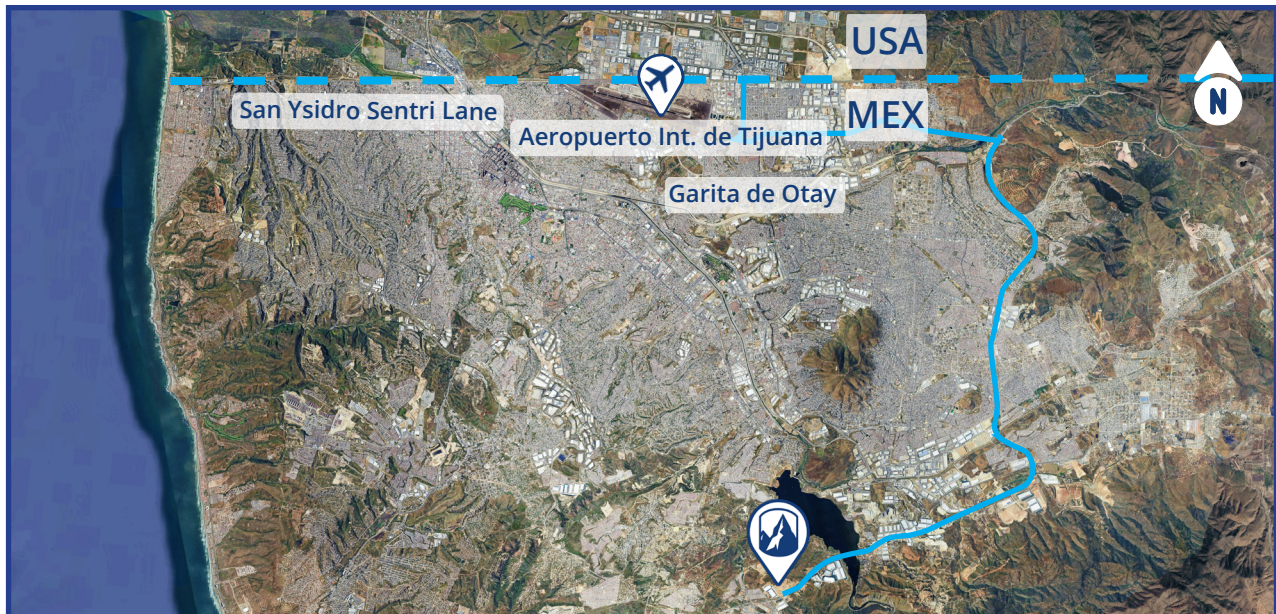 USA
MEX
San Ysidro Sentri Lane
Aeropuerto Int. de Tijuana
Garita de Otay
N